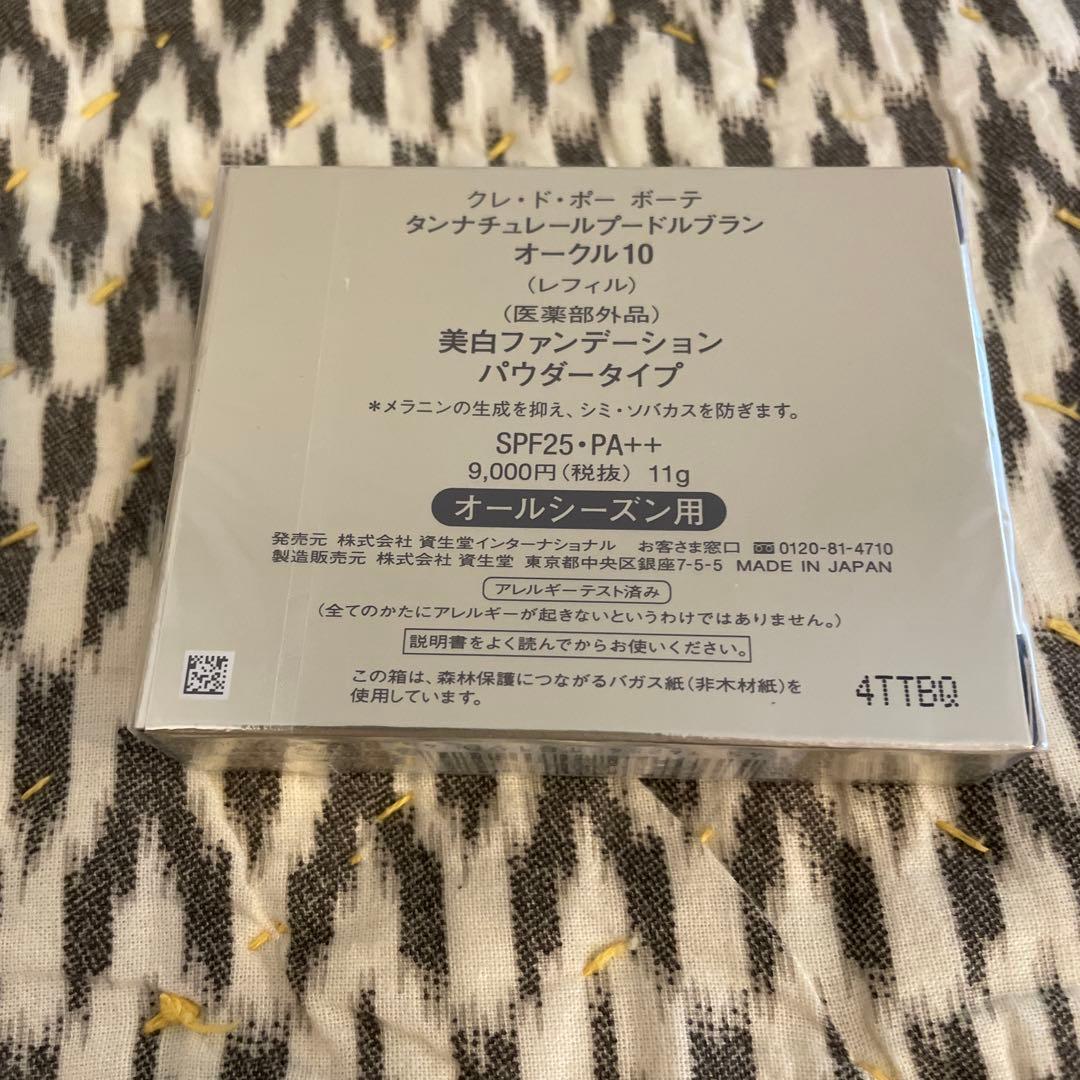 クレ・ド・ポー ボーテ
タンナチュレールプードルブラン
オークル10
（レフィル）
（医薬部外品）
美白ファンデーション
パウダータイプ
＊メラニンの生成を抑え、シミ・ソバカスを防ぎます。
SPF25・PA++
9,000円（税抜） 11g
オールシーズン用
発売元 株式会社 資生堂インターナショナル お客さま窓口 0120-81-4710
製造販売元 株式会社 資生堂 東京都中央区銀座7-5-5 MADE IN JAPAN
アレルギーテスト済み
（全てのかたにアレルギーが起きないというわけではありません。）
説明書をよく読んでからお使いください。
この箱は、森林保護につながるバガス紙（非木材紙）を
使用しています。
4TTBQ